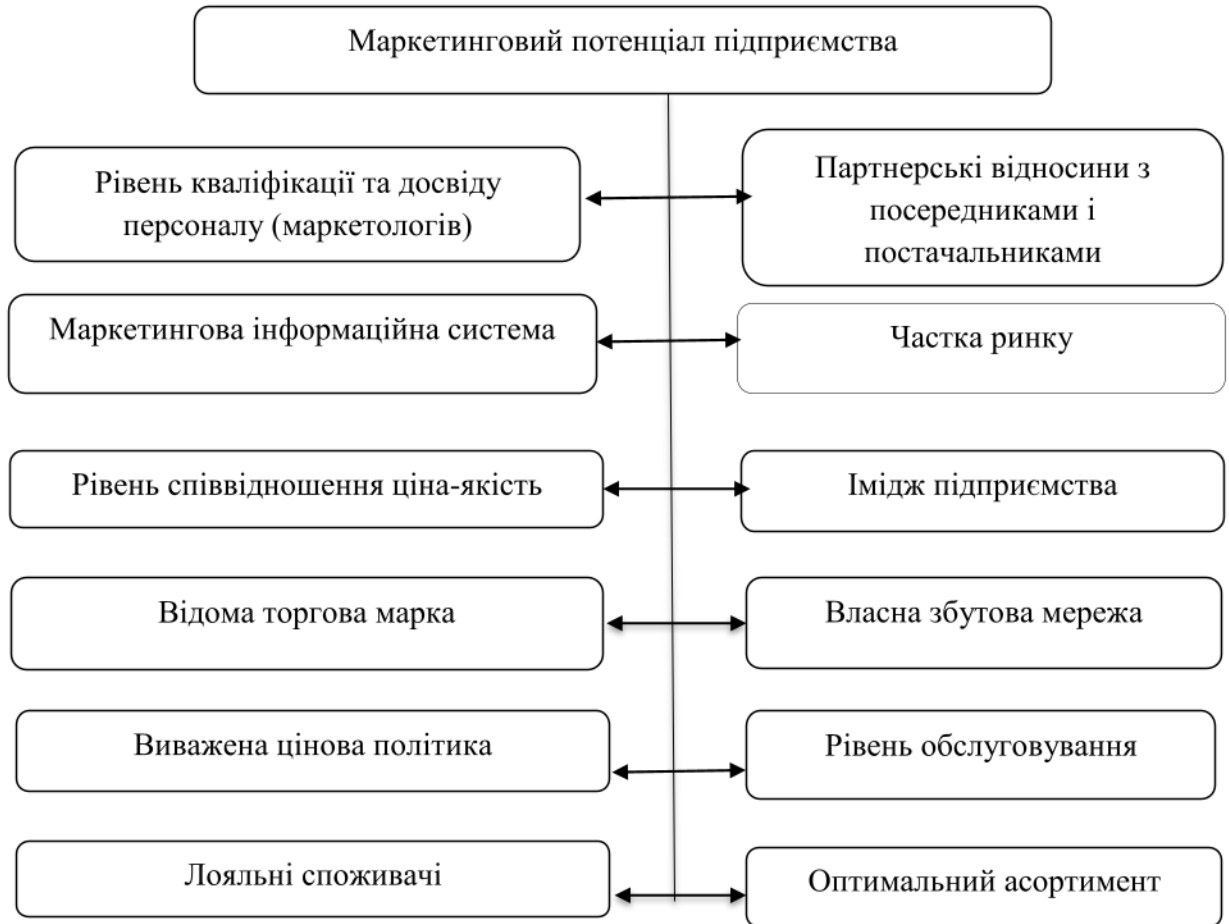 Маркетинговий потенціал підприємства
Рівень кваліфікації та досвіду
персоналу (маркетологів)
Партнерські відносини з
посередниками і
постачальниками
Маркетингова інформаційна система
Частка ринку
Рівень співвідношення ціна-якість
Імідж підприємства
Відома торгова марка
Власна збутова мережа
Виважена цінова політика
Рівень обслуговування
Лояльні споживачі
Оптимальний асортимент